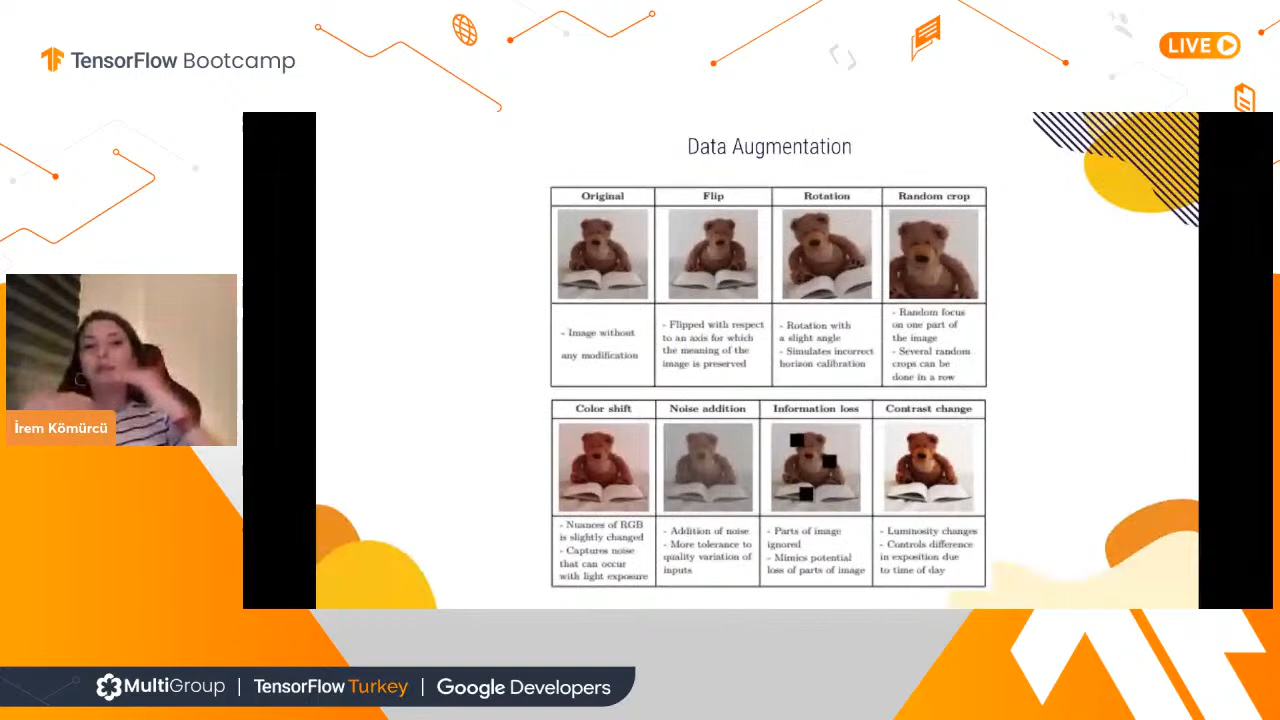 TensorFlow Bootcamp
LIVE
Data Augmentation
Original
Flip
Rotation
Random crop
- Image without
any modification
- Flipped with respect
to an axis for which
the meaning of the
image is preserved
- Rotation with
a slight angle
- Simulates incorrect
horizon calibration
- Random focus
on one part of
the image
- Several random
crops can be
done in a row
Color shift
Noise addition
Information loss
Contrast change
- Nuances of RGB
is slightly changed
- Captures noise
that can occur
with light exposure
- Addition of noise
- More tolerance to
quality variation of
inputs
- Parts of image
ignored
- Mimics potential
loss of parts of image
- Luminosity changes
- Controls difference
in exposition due
to time of day
İrem Kömürcü
MultiGroup | TensorFlow Turkey | Google Developers